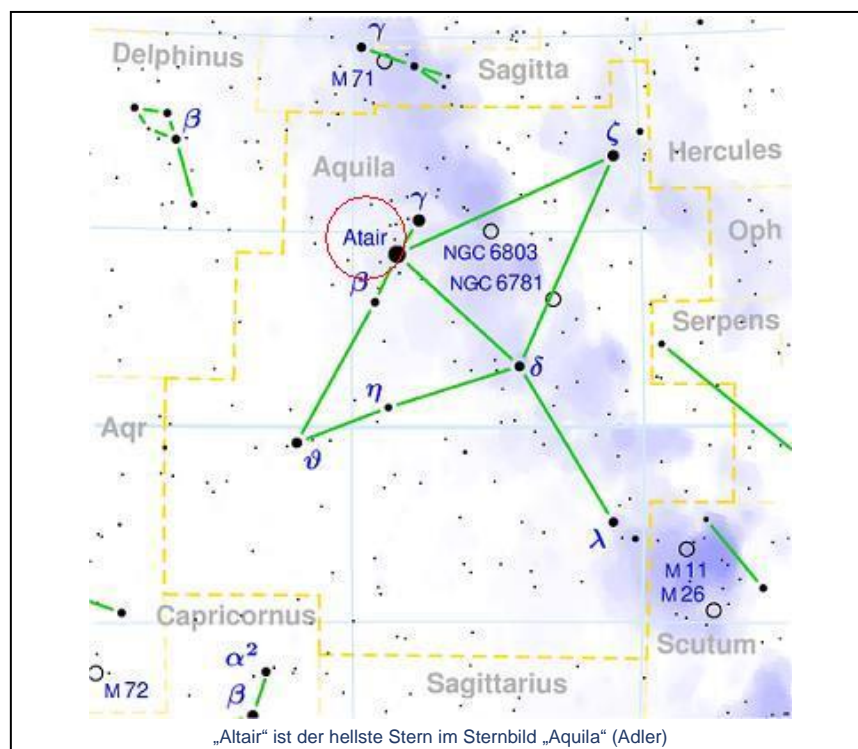 γ
Delphinus
M 71
Sagitta
β
ζ
Hercules
Aquila
γ
Atair
Oph
NGC 6803
NGC 6781
β
Serpens
δ
η
Aqr
ϑ
λ
M 11
M 26
Capricornus
Scutum
α²
M 72
β
Sagittarius
„Altair“ ist der hellste Stern im Sternbild „Aquila“ (Adler)